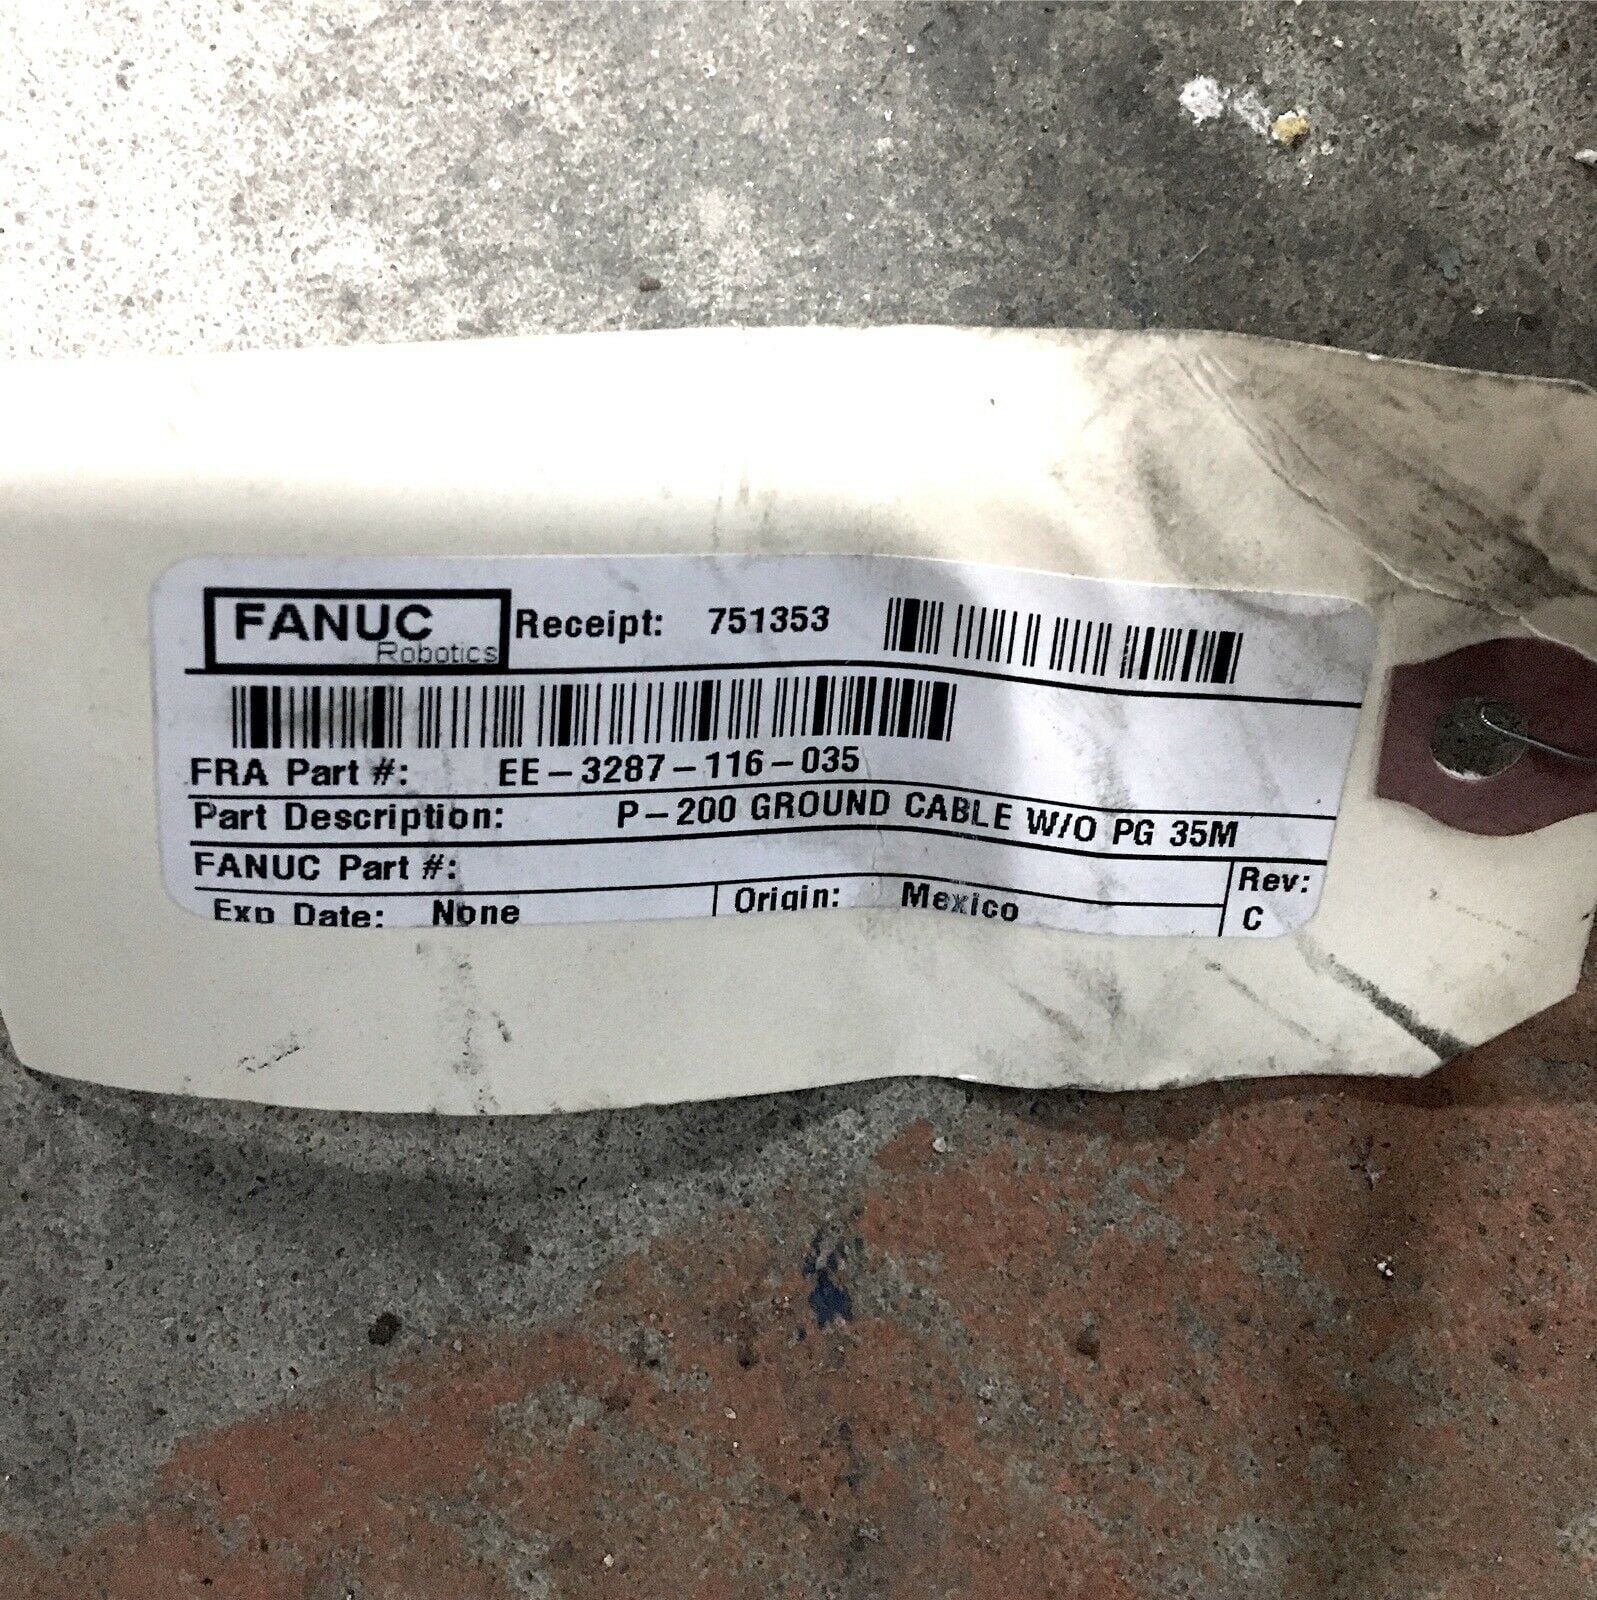 FANUC Robotics Receipt: 751353
FRA Part #: EE-3287-116-035
Part Description: P-200 GROUND CABLE W/O PG 35M
FANUC Part #:
Exp Date: None Origin: Mexico Rev: C